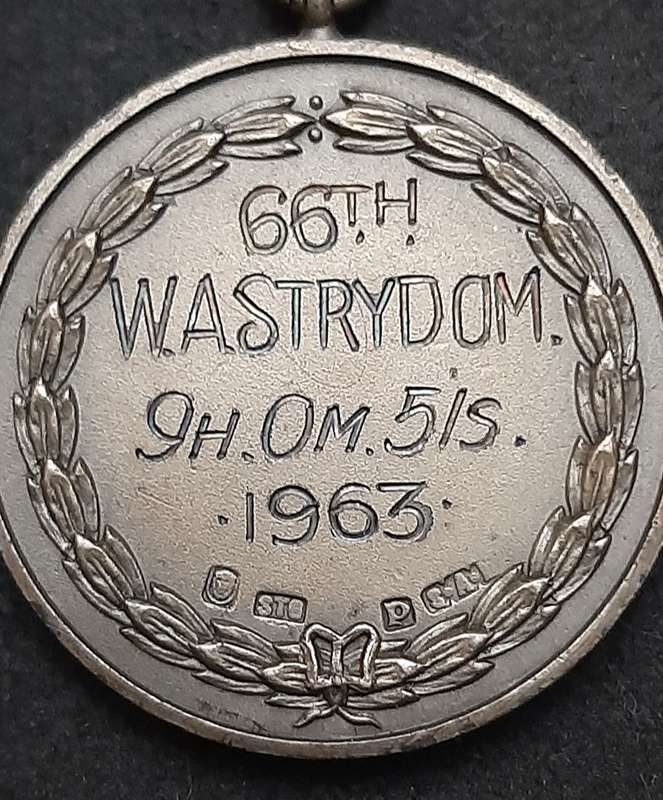 66TH
W.A.STRYDOM.
9H.0M.51s.
·1963·
STG D S.A.